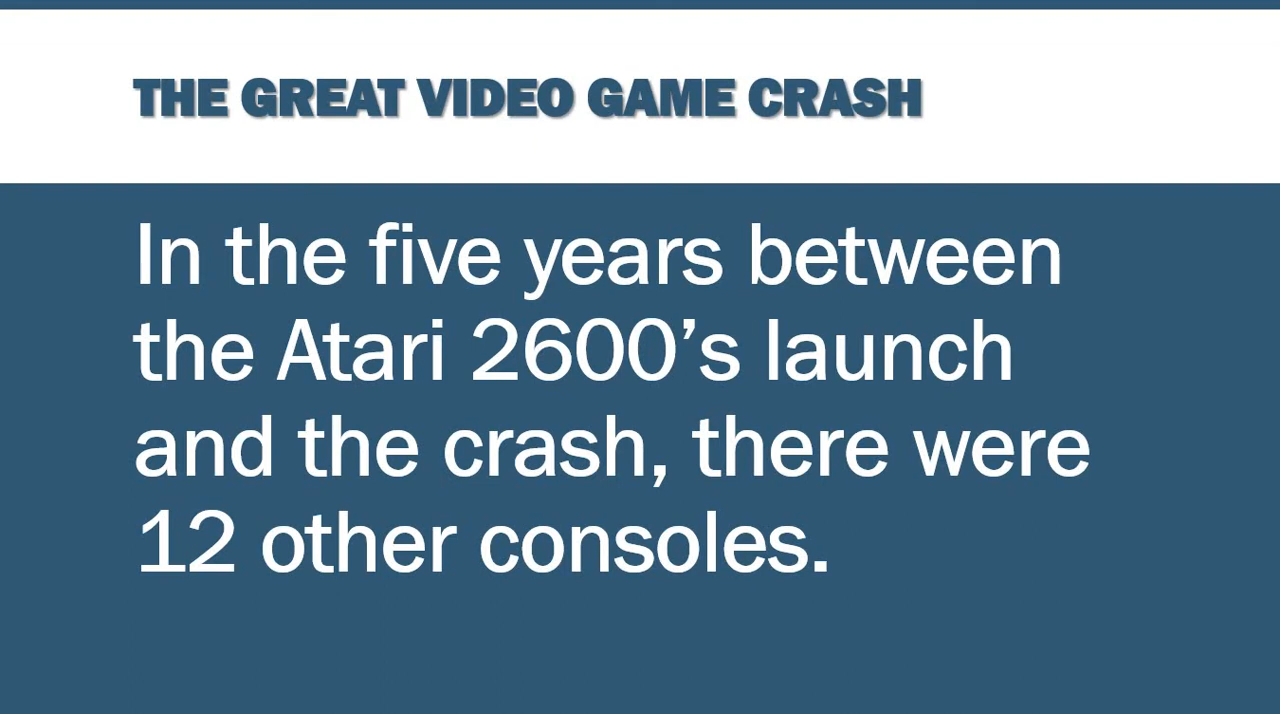 THE GREAT VIDEO GAME CRASH
In the five years between
the Atari 2600’s launch
and the crash, there were
12 other consoles.